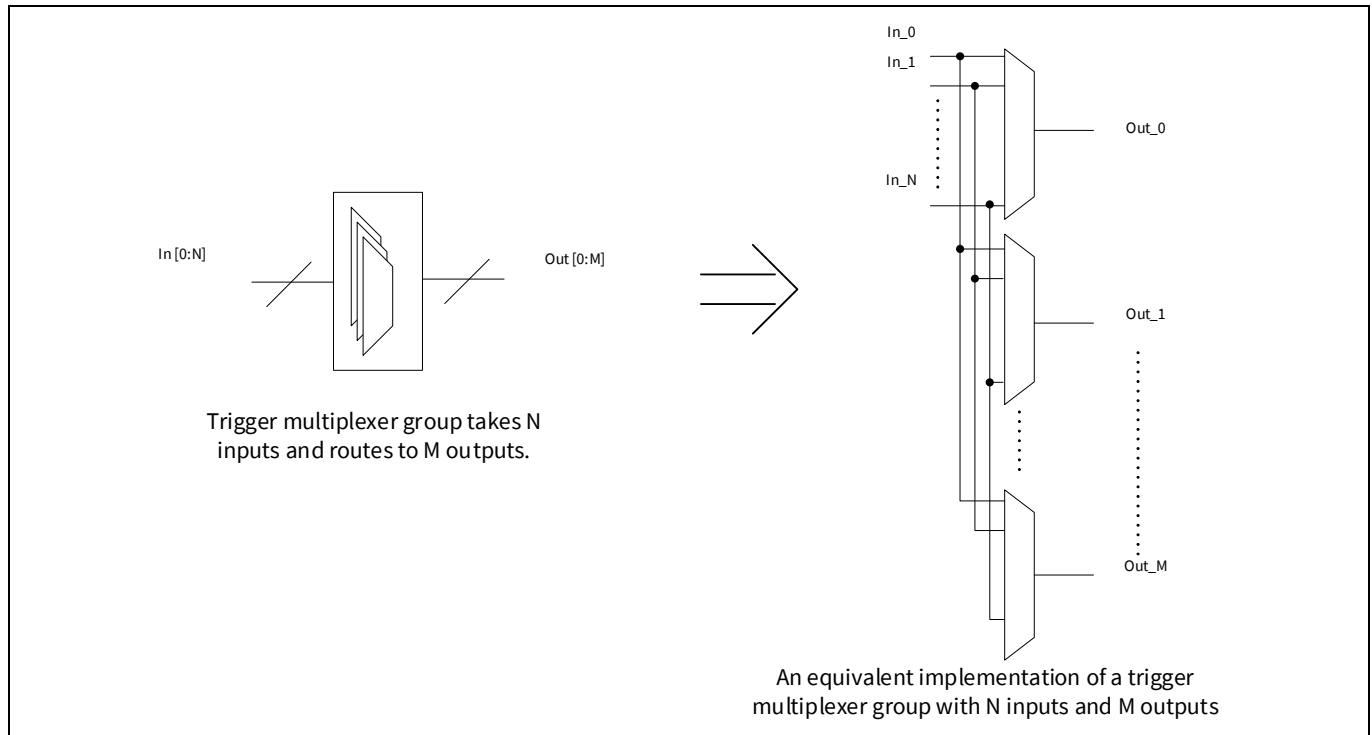 In [0:N]
Out [0:M]
Trigger multiplexer group takes N
inputs and routes to M outputs.
In_0
In_1
In_N
Out_0
Out_1
Out_M
An equivalent implementation of a trigger
multiplexer group with N inputs and M outputs